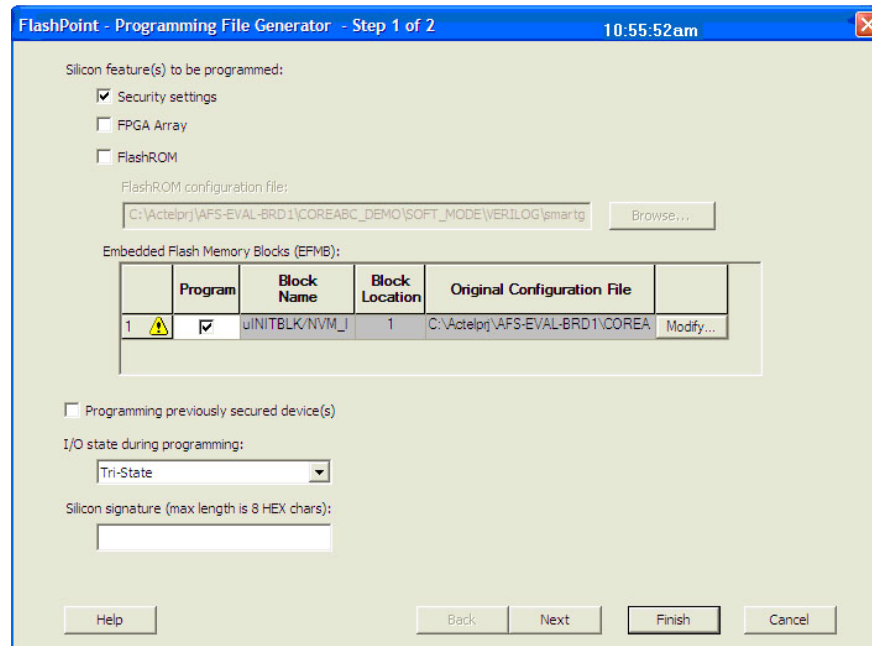 FlashPoint - Programming File Generator - Step 1 of 2 10:55:52am
Silicon feature(s) to be programmed:
Security settings
FPGA Array
FlashROM
FlashROM configuration file:
C:\Actelprj\AFS-EVAL-BRD1\COREABC_DEMO\SOFT_MODE\VERILOG\smartg Browse...
Embedded Flash Memory Blocks (EFMB):
Program Block Name Block Location Original Configuration File
1 uINITBLK/NVM_I 1 C:\Actelprj\AFS-EVAL-BRD1\COREA Modify...
Programming previously secured device(s)
I/O state during programming:
Tri-State
Silicon signature (max length is 8 HEX chars):
Help Back Next Finish Cancel